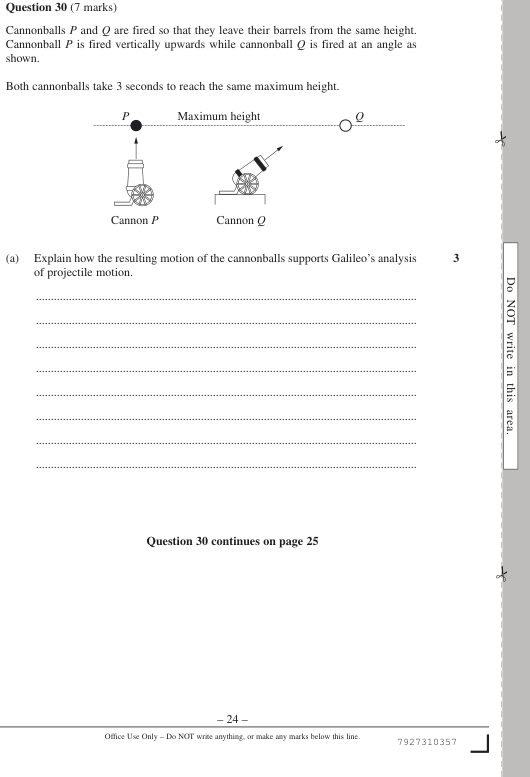 Question 30 (7 marks)
Cannonballs P and Q are fired so that they leave their barrels from the same height.
Cannonball P is fired vertically upwards while cannonball Q is fired at an angle as
shown.
Both cannonballs take 3 seconds to reach the same maximum height.
P Maximum height Q
Cannon P Cannon Q
(a) Explain how the resulting motion of the cannonballs supports Galileo's analysis 3
of projectile motion.
Do NOT write in this area.
Question 30 continues on page 25
– 24 –
Office Use Only – Do NOT write anything, or make any marks below this line.
7927310357